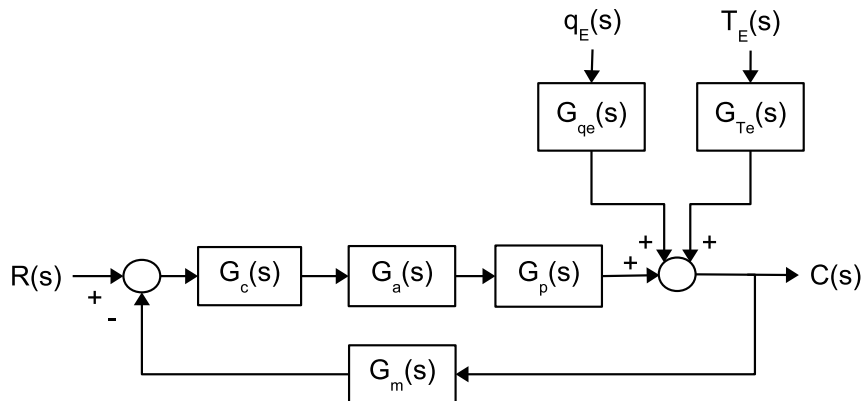 q_E(s) T_E(s)
G_qe(s) G_Te(s)
+ +
R(s) G_c(s) G_a(s) G_p(s) + C(s)
+
-
G_m(s)